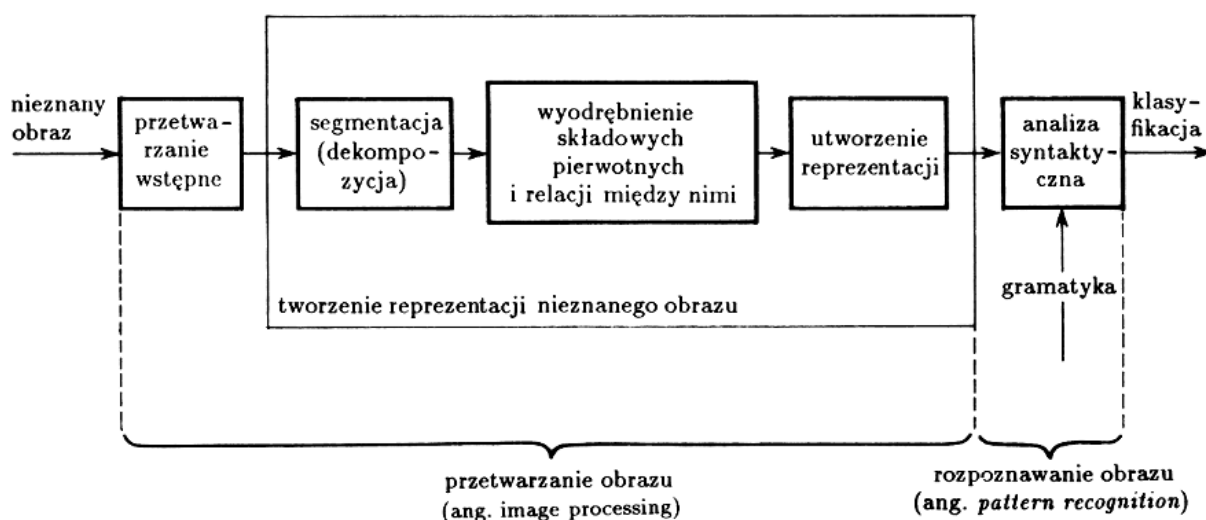 nieznany
obraz
przetwa-
rzanie
wstępne
segmentacja
(dekompo-
zycja)
wyodrębnienie
składowych
pierwotnych
i relacji między nimi
utworzenie
reprezentacji
analiza
syntakty-
czna
klasy-
fikacja
tworzenie reprezentacji nieznanego obrazu
gramatyka
przetwarzanie obrazu
(ang. image processing)
rozpoznawanie obrazu
(ang. pattern recognition)